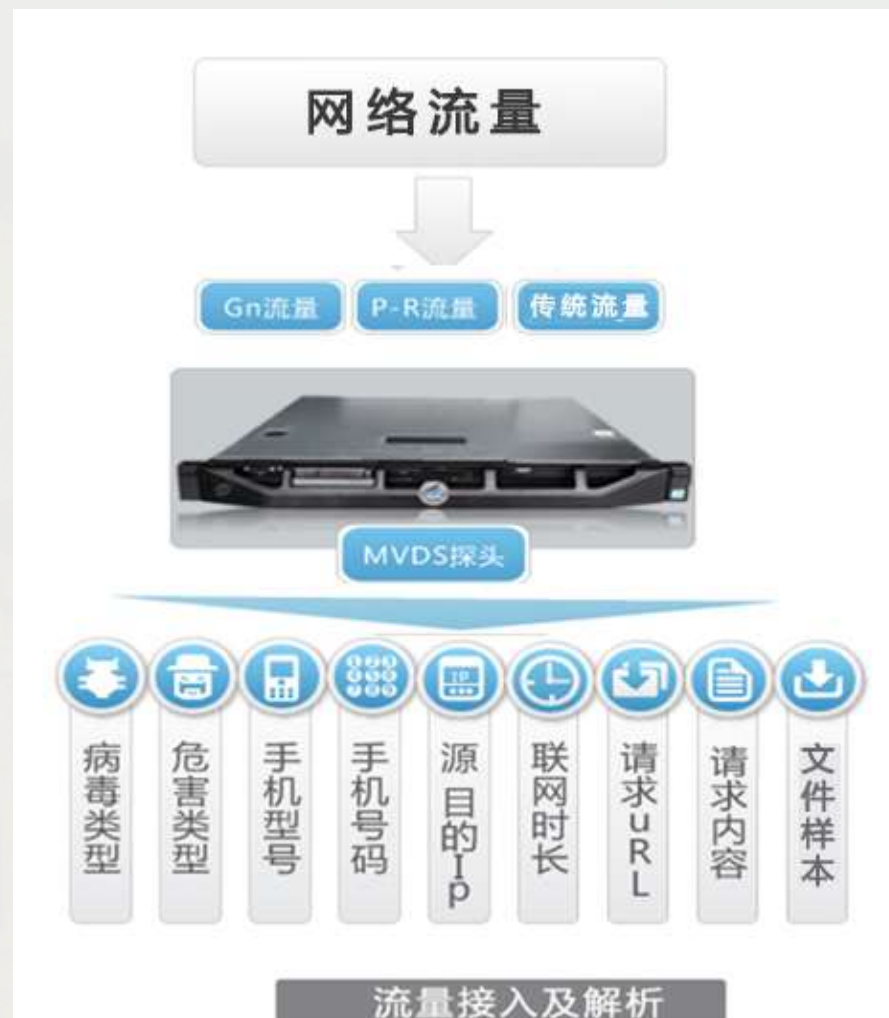 网络流量
Gn流量 P-R流量 传统流量
MVDS探头
IP
病毒类型
危害类型
手机型号
手机号码
源目的Ip
联网时长
请求uRL
请求内容
文件样本
流量接入及解析